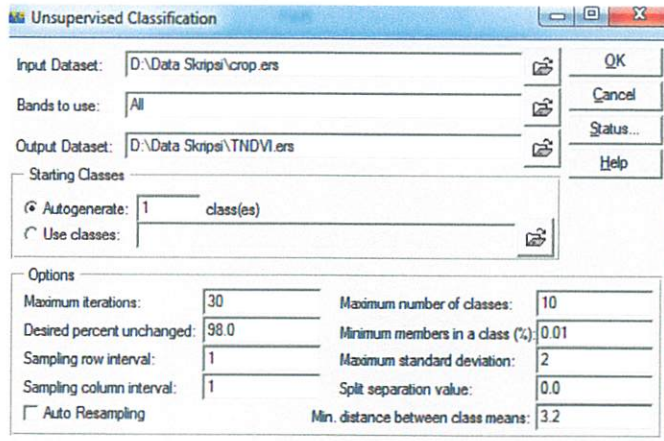 Unsupervised Classification
Input Dataset: D:\Data Skripsi\crop.ers
OK
Bands to use: All
Cancel
Output Dataset: D:\Data Skripsi\TNDVI.ers
Status...
Help
Starting Classes
Autogenerate: 1 class(es)
Use classes:
Options
Maximum iterations: 30 Maximum number of classes: 10
Desired percent unchanged: 98.0 Minimum members in a class (%): 0.01
Sampling row interval: 1 Maximum standard deviation: 2
Sampling column interval: 1 Split separation value: 0.0
Auto Resampling Min. distance between class means: 3.2